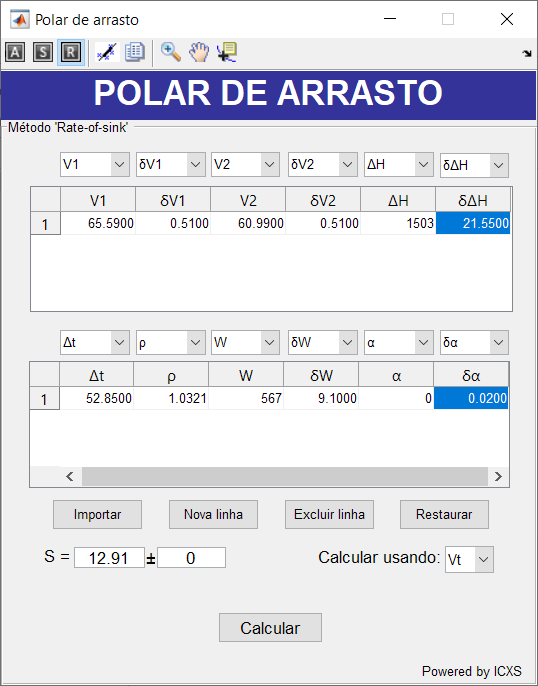 Polar de arrasto
A S R
POLAR DE ARRASTO
Método 'Rate-of-sink'
V1 δV1 V2 δV2 ΔH δΔH
V1 δV1 V2 δV2 ΔH δΔH
1 65.5900 0.5100 60.9900 0.5100 1503 21.5500
Δt ρ W δW α δα
Δt ρ W δW α δα
1 52.8500 1.0321 567 9.1000 0 0.0200
Importar Nova linha Excluir linha Restaurar
S = 12.91 ± 0 Calcular usando: Vt
Calcular
Powered by ICXS